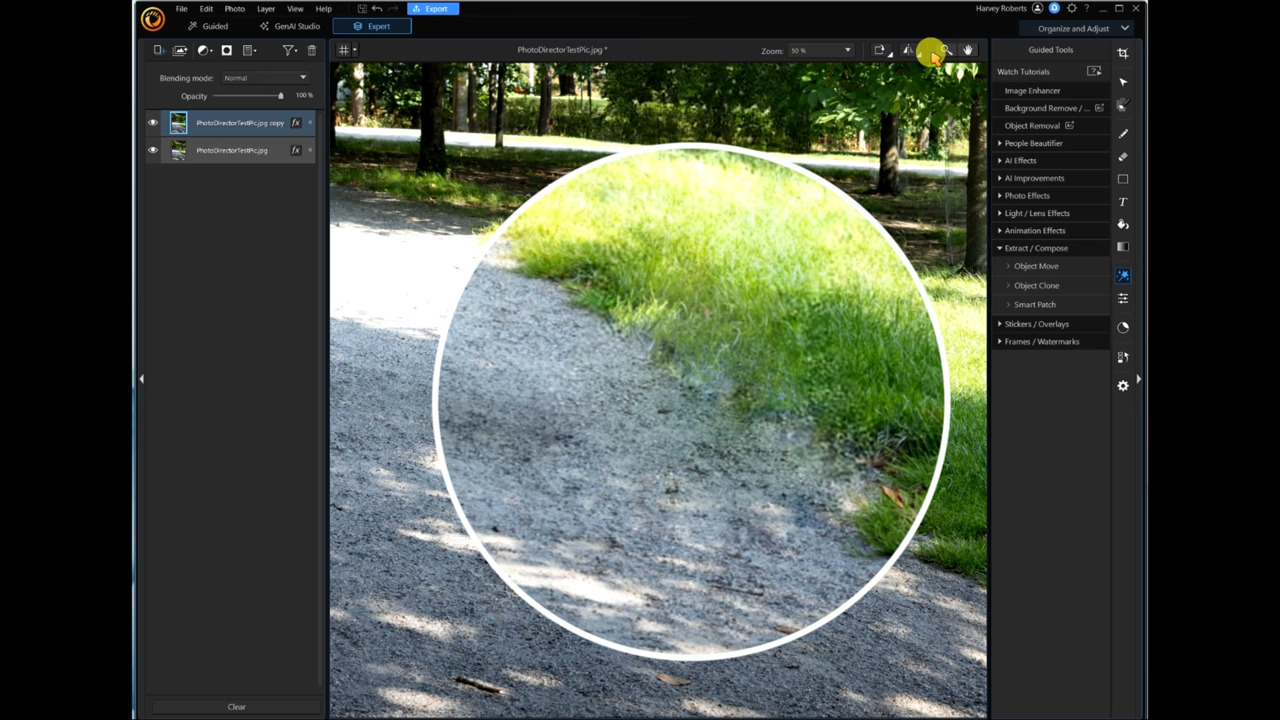 File Edit Photo Layer View Help Export
Harvey Roberts ?
Guided GenAI Studio Expert
Organize and Adjust
PhotoDirectorTestPic.jpg *
Zoom: 50 %
Guided Tools
Blending mode: Normal
Opacity 100 %
PhotoDirectorTestPic.jpg copy fx
PhotoDirectorTestPic.jpg fx
Clear
Watch Tutorials
Image Enhancer
Background Remove / ...
Object Removal
People Beautifier
AI Effects
AI Improvements
Photo Effects
Light / Lens Effects
Animation Effects
Extract / Compose
Object Move
Object Clone
Smart Patch
Stickers / Overlays
Frames / Watermarks
T